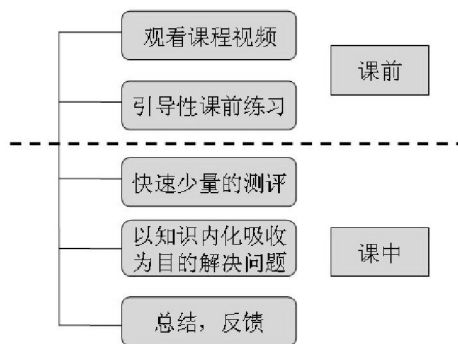 观看课程视频
课前
引导性课前练习
快速少量的测评
以知识内化吸收
为目的解决问题
课中
总结，反馈